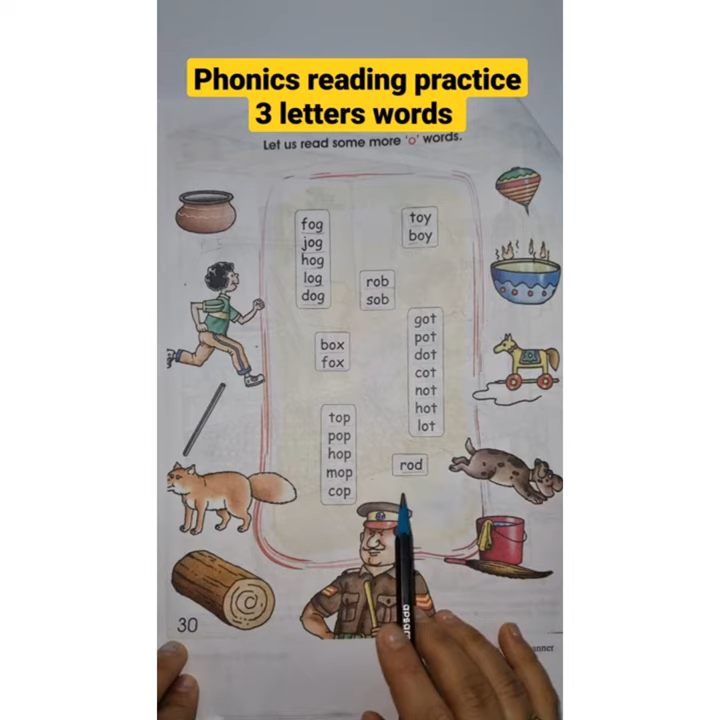 Phonics reading practice
3 letters words
Let us read some more 'o' words.
fog
jog
hog
log
dog
toy
boy
rob
sob
got
pot
dot
cot
not
hot
lot
box
fox
top
pop
hop
mop
cop
rod
30
apsar